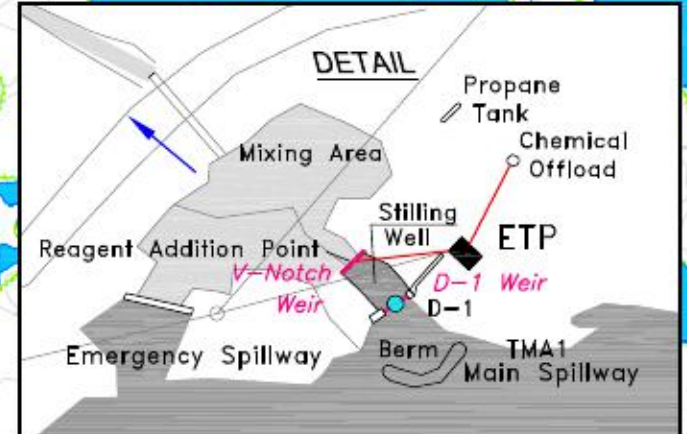 DETAIL
Propane
Tank
Chemical
Offload
Mixing Area
Stilling
Well
ETP
Reagent Addition Point
V-Notch
Weir
D-1 Weir
D-1
Emergency Spillway
Berm
TMA1
Main Spillway